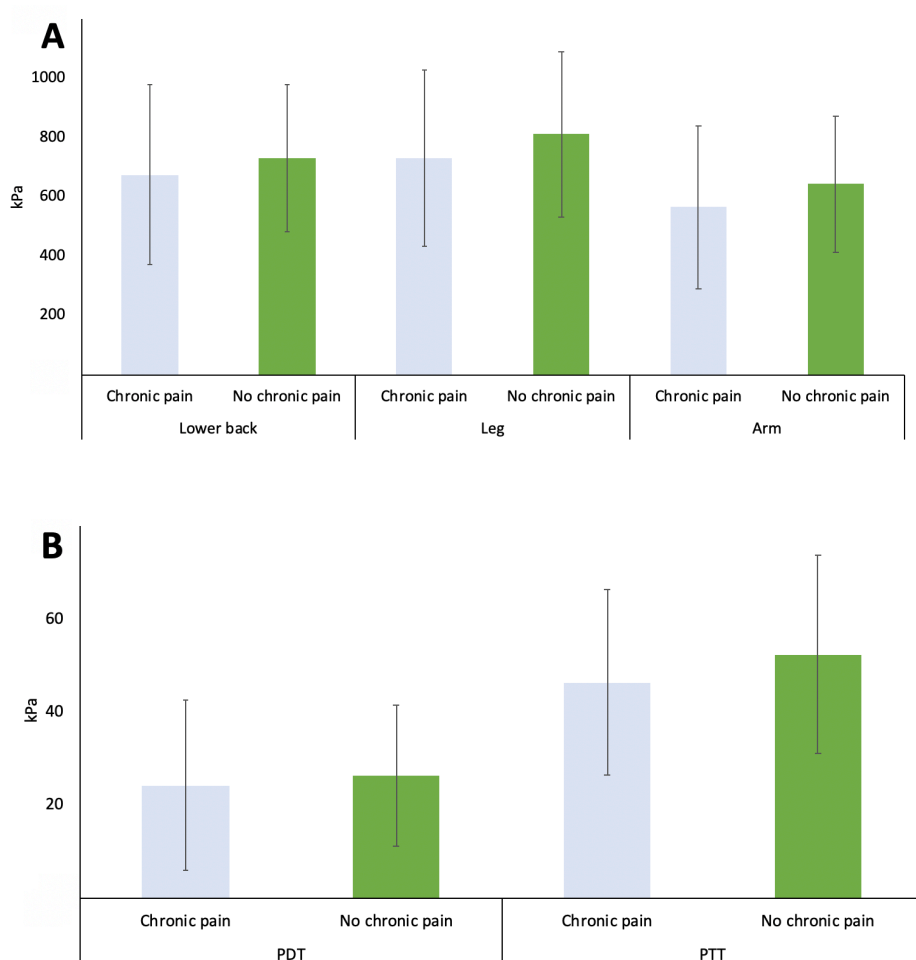 A
1000
800
600
400
200
kPa
Chronic pain No chronic pain Chronic pain No chronic pain Chronic pain No chronic pain
Lower back Leg Arm
B
60
40
20
kPa
Chronic pain No chronic pain Chronic pain No chronic pain
PDT PTT